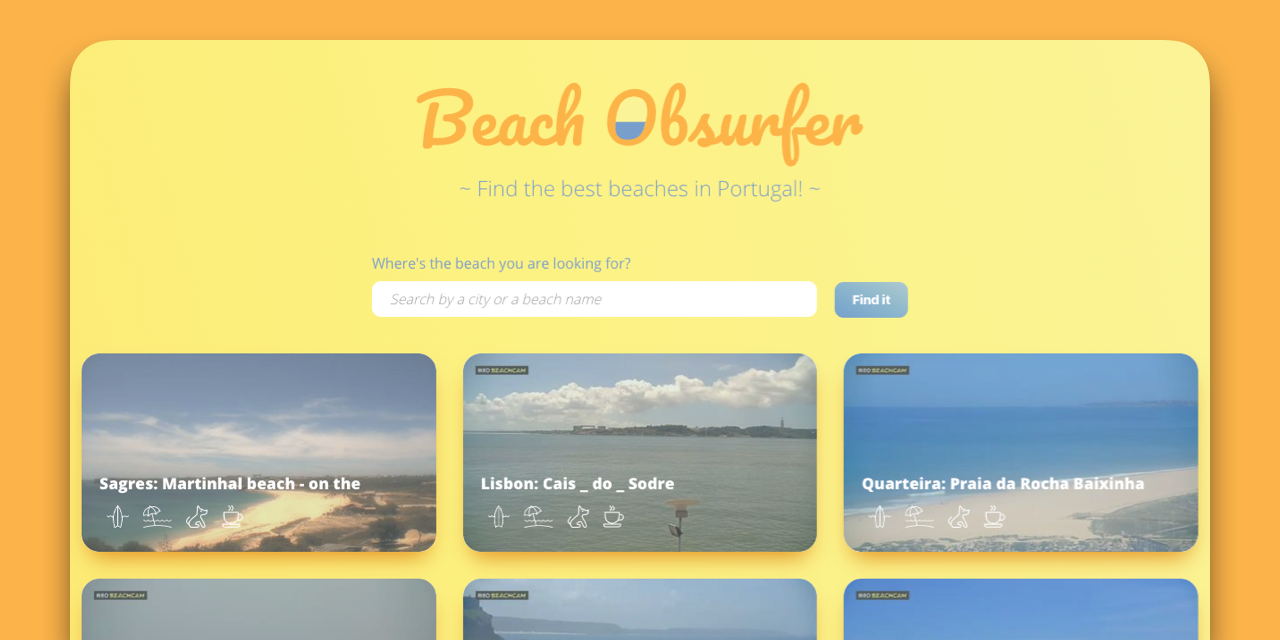 Beach Obsurfer
~ Find the best beaches in Portugal! ~
Where's the beach you are looking for?
Search by a city or a beach name
Find it
Sagres: Martinhal beach - on the
MEO BEACHCAM
Lisbon: Cais _ do _ Sodre
MEO BEACHCAM
Quarteira: Praia da Rocha Baixinha
MEO BEACHCAM
MEO BEACHCAM
MEO BEACHCAM